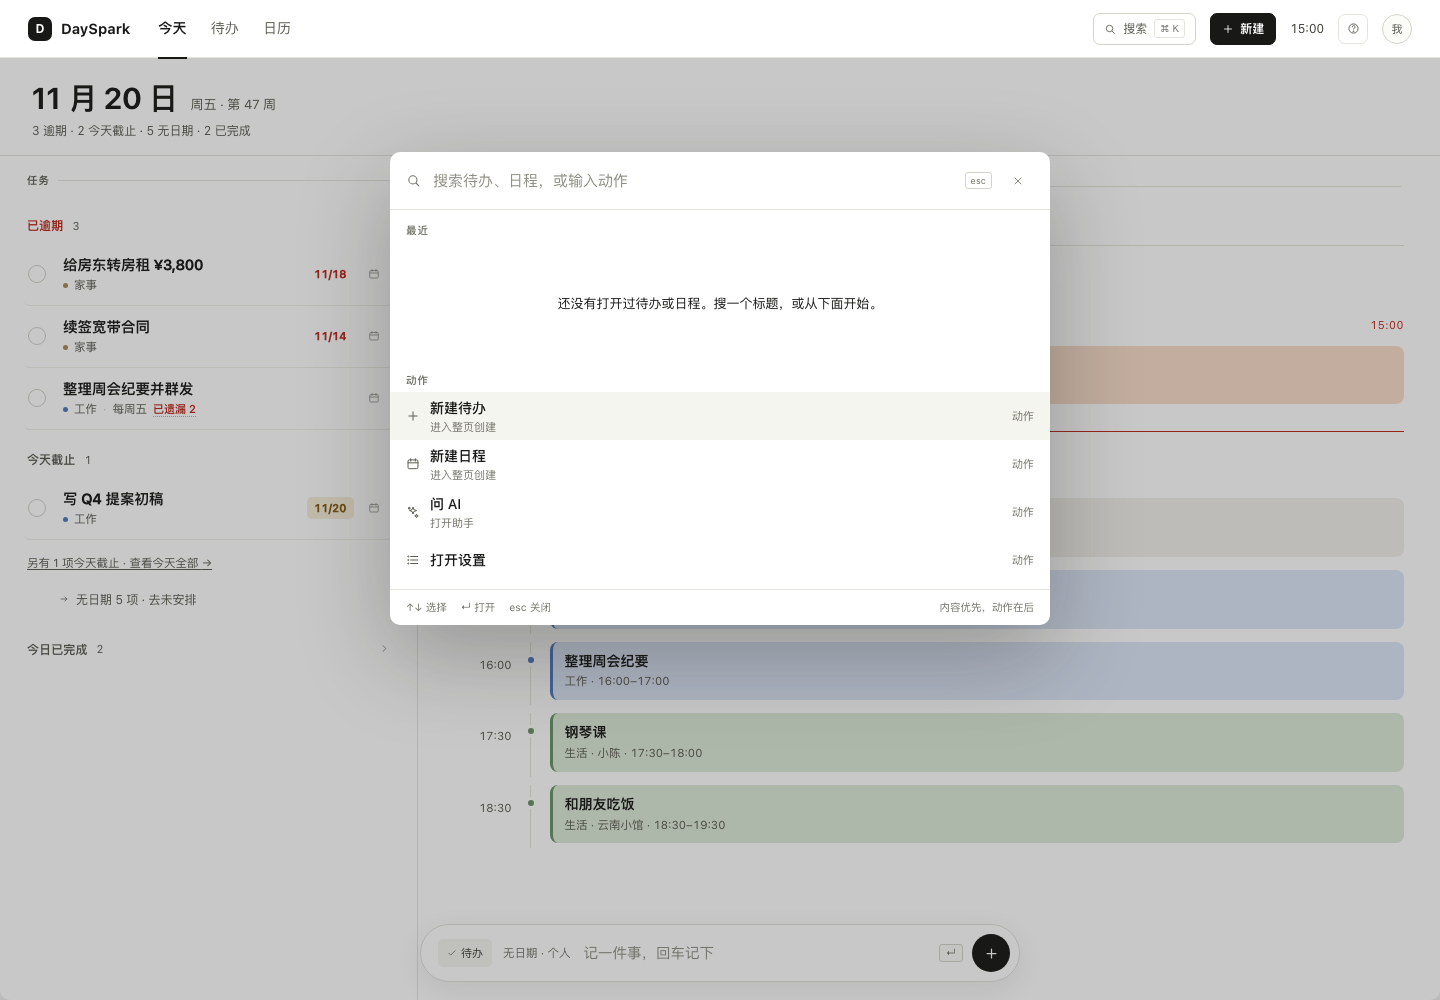 D DaySpark 今天 待办 日历 搜索 ⌘ K + 新建 15:00 我
11 月 20 日 周五 · 第 47 周
3 逾期 · 2 今天截止 · 5 无日期 · 2 已完成
任务
已逾期 3
给房东转房租 ¥3,800 11/18
家事
续签宽带合同 11/14
家事
整理周会纪要并群发
工作 · 每周五 已遗漏 2
今天截止 1
写 Q4 提案初稿 11/20
工作
另有 1 项今天截止 · 查看今天全部 →
→ 无日期 5 项 · 去未安排
今日已完成 2
搜索待办、日程，或输入动作 esc
最近
还没有打开过待办或日程。搜一个标题，或从下面开始。
动作
新建待办 动作
进入整页创建
新建日程 动作
进入整页创建
问 AI 动作
打开助手
打开设置 动作
↑↓ 选择 ↵ 打开 esc 关闭 内容优先，动作在后
15:00
16:00 整理周会纪要
工作 · 16:00–17:00
17:30 钢琴课
生活 · 小陈 · 17:30–18:00
18:30 和朋友吃饭
生活 · 云南小馆 · 18:30–19:30
待办 无日期 · 个人 记一件事，回车记下 ↵ +